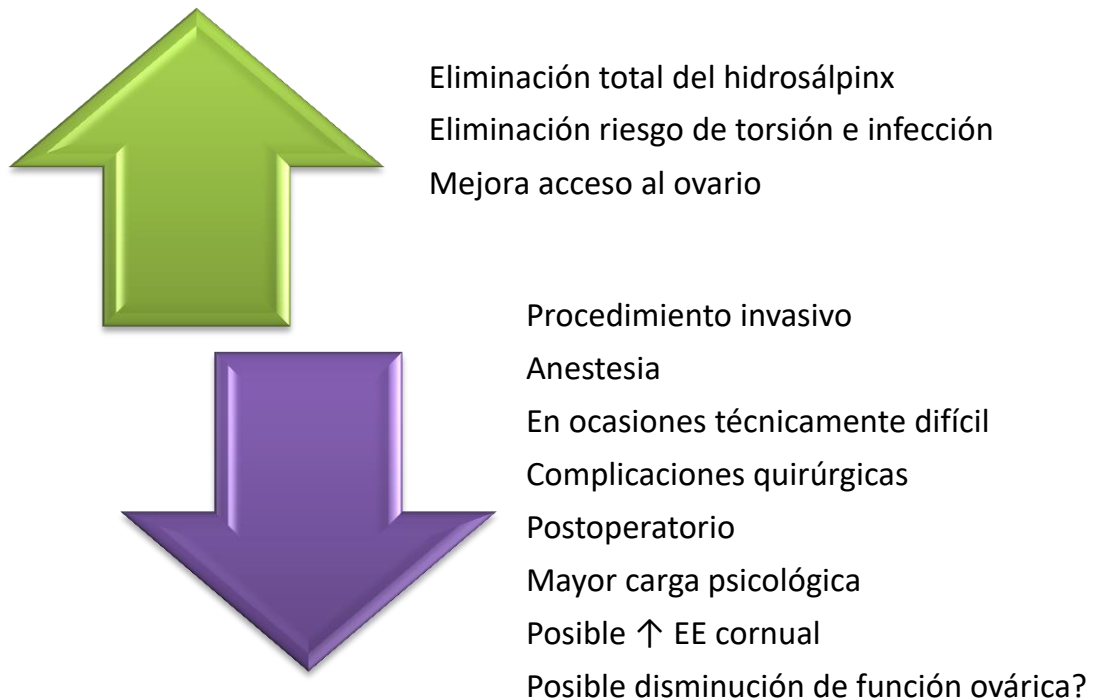 Eliminación total del hidrosálpinx
Eliminación riesgo de torsión e infección
Mejora acceso al ovario
Procedimiento invasivo
Anestesia
En ocasiones técnicamente difícil
Complicaciones quirúrgicas
Postoperatorio
Mayor carga psicológica
Posible ↑ EE cornual
Posible disminución de función ovárica?